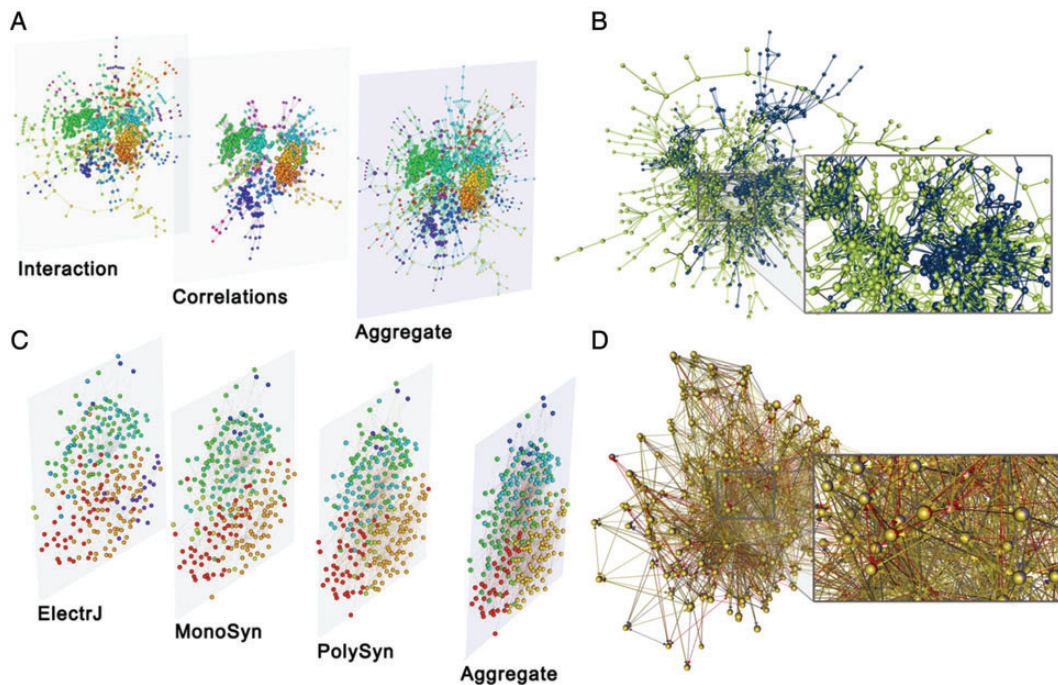 A
B
Interaction
Correlations
Aggregate
C
D
ElectrJ
MonoSyn
PolySyn
Aggregate